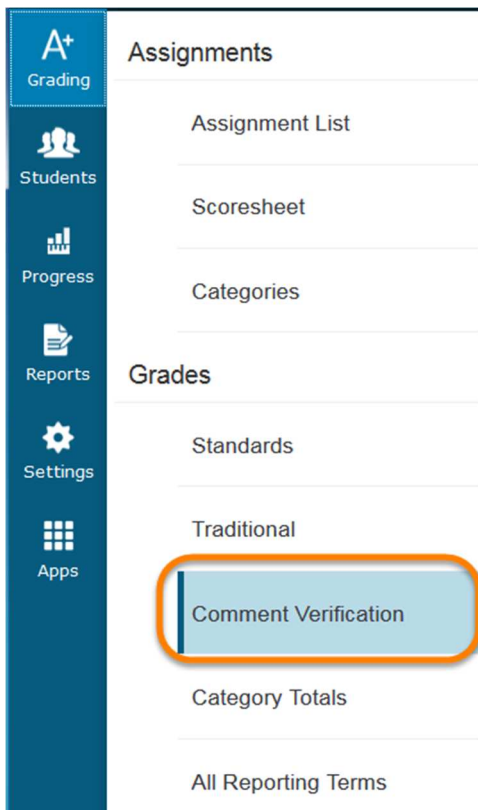 A+
Grading
Students
Progress
Reports
Settings
Apps
Assignments
Assignment List
Scoresheet
Categories
Grades
Standards
Traditional
Comment Verification
Category Totals
All Reporting Terms